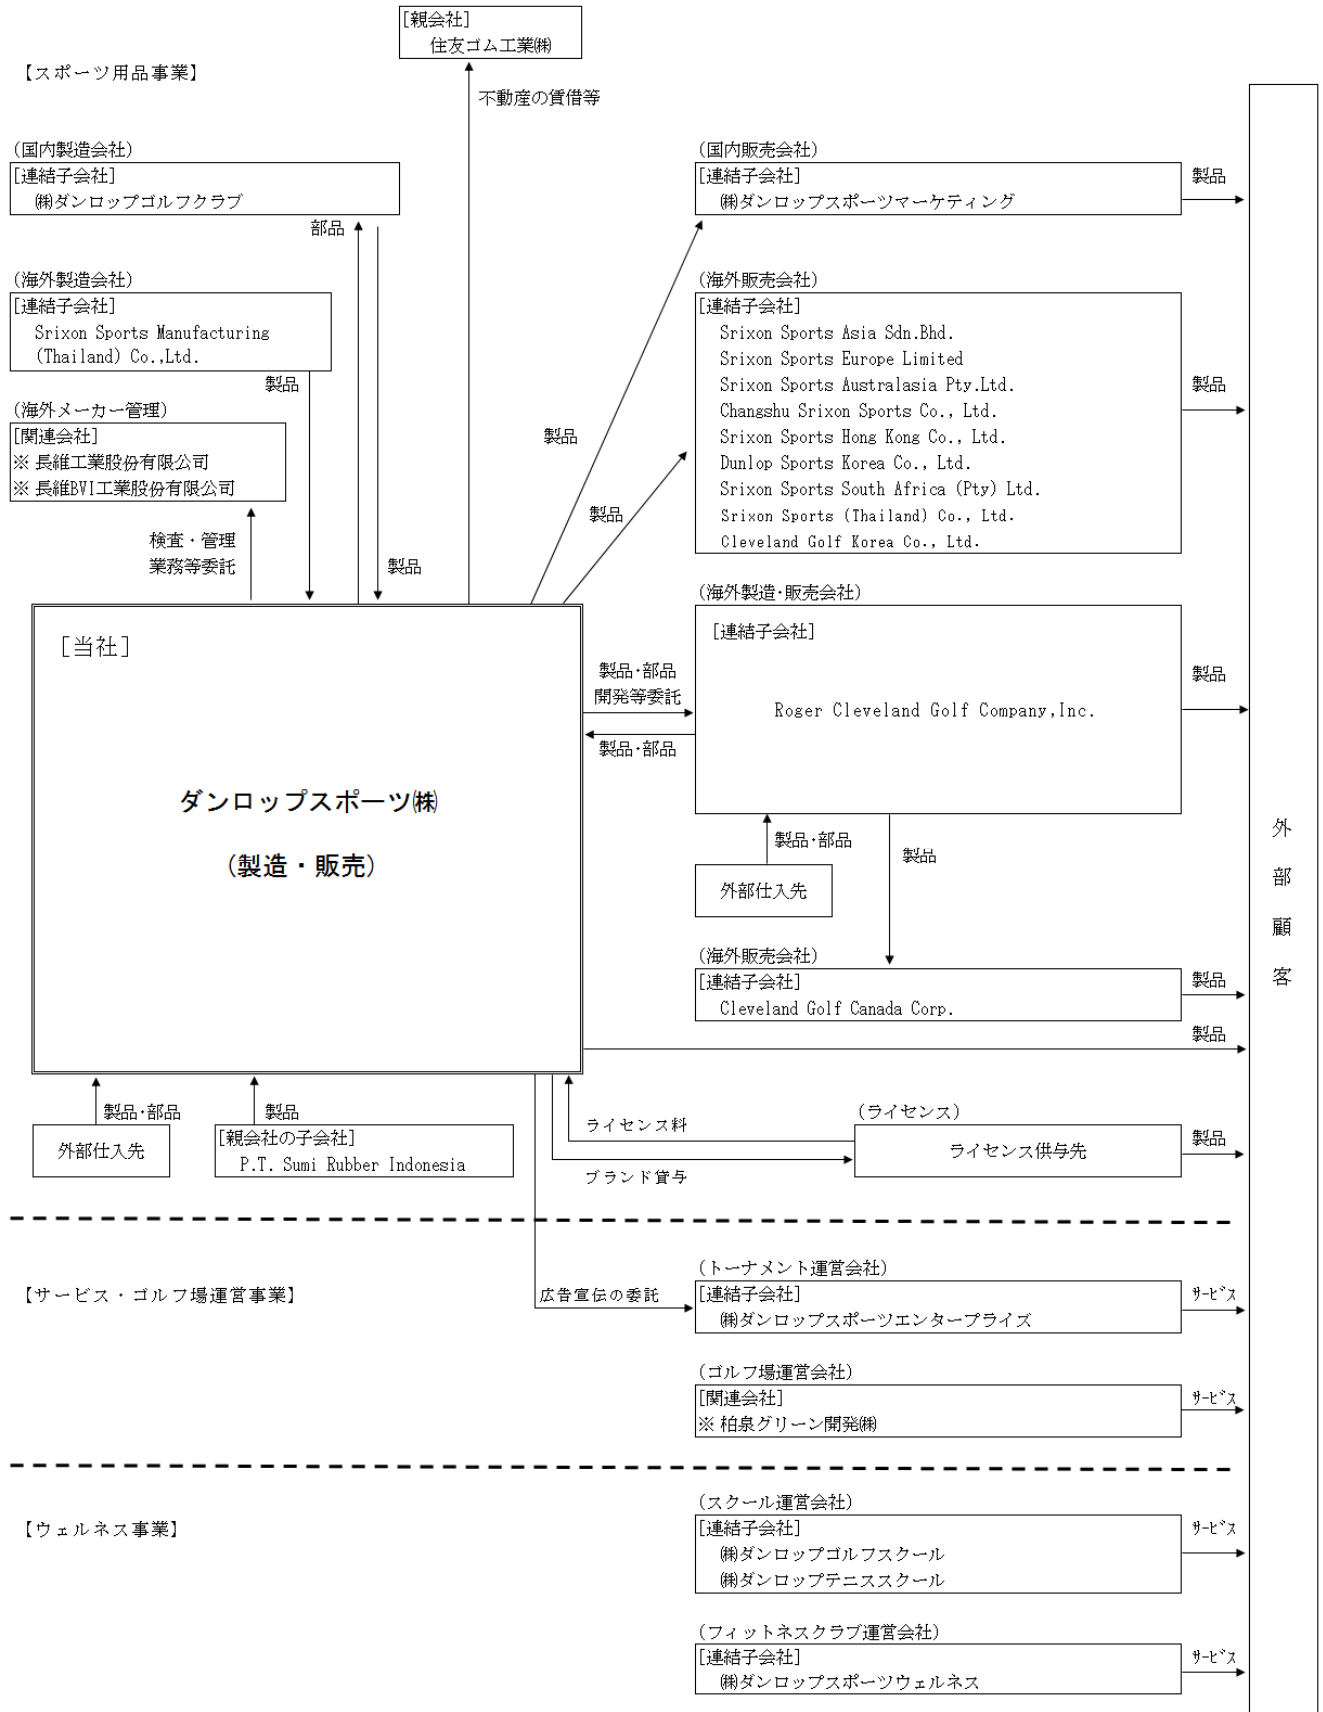 [親会社]
住友ゴム工業㈱
【スポーツ用品事業】
不動産の賃借等
(国内製造会社)
[連結子会社]
㈱ダンロップゴルフクラブ
部品
(国内販売会社)
[連結子会社]
㈱ダンロップスポーツマーケティング
製品
(海外製造会社)
[連結子会社]
Srixon Sports Manufacturing
(Thailand) Co.,Ltd.
製品
(海外メーカー管理)
[関連会社]
※ 長維工業股份有限公司
※ 長維BVI工業股份有限公司
検査・管理
業務等委託
製品
(海外販売会社)
[連結子会社]
Srixon Sports Asia Sdn.Bhd.
Srixon Sports Europe Limited
Srixon Sports Australasia Pty.Ltd.
Changshu Srixon Sports Co., Ltd.
Srixon Sports Hong Kong Co., Ltd.
Dunlop Sports Korea Co., Ltd.
Srixon Sports South Africa (Pty) Ltd.
Srixon Sports (Thailand) Co., Ltd.
Cleveland Golf Korea Co., Ltd.
製品
製品
製品
[当社]
ダンロップスポーツ㈱
(製造・販売)
製品・部品
開発等委託
製品・部品
(海外製造・販売会社)
[連結子会社]
Roger Cleveland Golf Company,Inc.
製品
製品・部品
外部仕入先
製品
(海外販売会社)
[連結子会社]
Cleveland Golf Canada Corp.
製品
製品
外部顧客
製品・部品
外部仕入先
製品
[親会社の子会社]
P.T. Sumi Rubber Indonesia
ライセンス料
ブランド貸与
(ライセンス)
ライセンス供与先
製品
【サービス・ゴルフ場運営事業】
広告宣伝の委託
(トーナメント運営会社)
[連結子会社]
㈱ダンロップスポーツエンタープライズ
ｻｰﾋﾞｽ
(ゴルフ場運営会社)
[関連会社]
※ 柏泉グリーン開発㈱
ｻｰﾋﾞｽ
【ウェルネス事業】
(スクール運営会社)
[連結子会社]
㈱ダンロップゴルフスクール
㈱ダンロップテニススクール
ｻｰﾋﾞｽ
(フィットネスクラブ運営会社)
[連結子会社]
㈱ダンロップスポーツウェルネス
ｻｰﾋﾞｽ